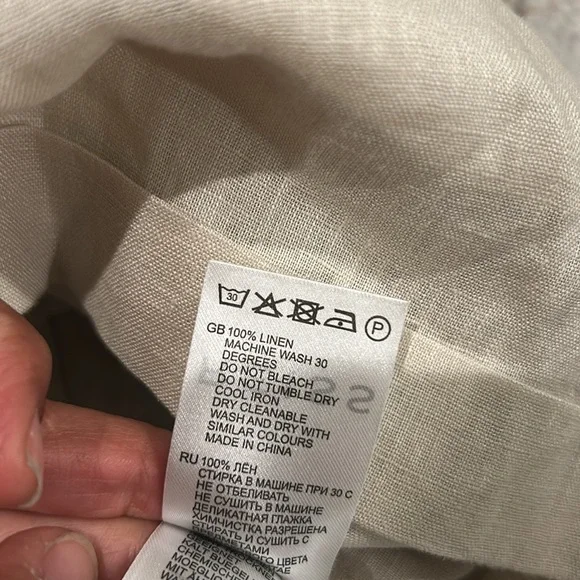 30
P
GB 100% LINEN
MACHINE WASH 30
DEGREES
DO NOT BLEACH
DO NOT TUMBLE DRY
COOL IRON
DRY CLEANABLE
WASH AND DRY WITH
SIMILAR COLOURS
MADE IN CHINA
RU 100% ЛЁН
СТИРКА В МАШИНЕ ПРИ 30 С
НЕ ОТБЕЛИВАТЬ
НЕ СУШИТЬ В МАШИНЕ
ДЕЛИКАТНАЯ ГЛАЖКА
ХИМЧИСТКА РАЗРЕШЕНА
СТИРАТЬ И СУШИТЬ С
ЦВЕТА